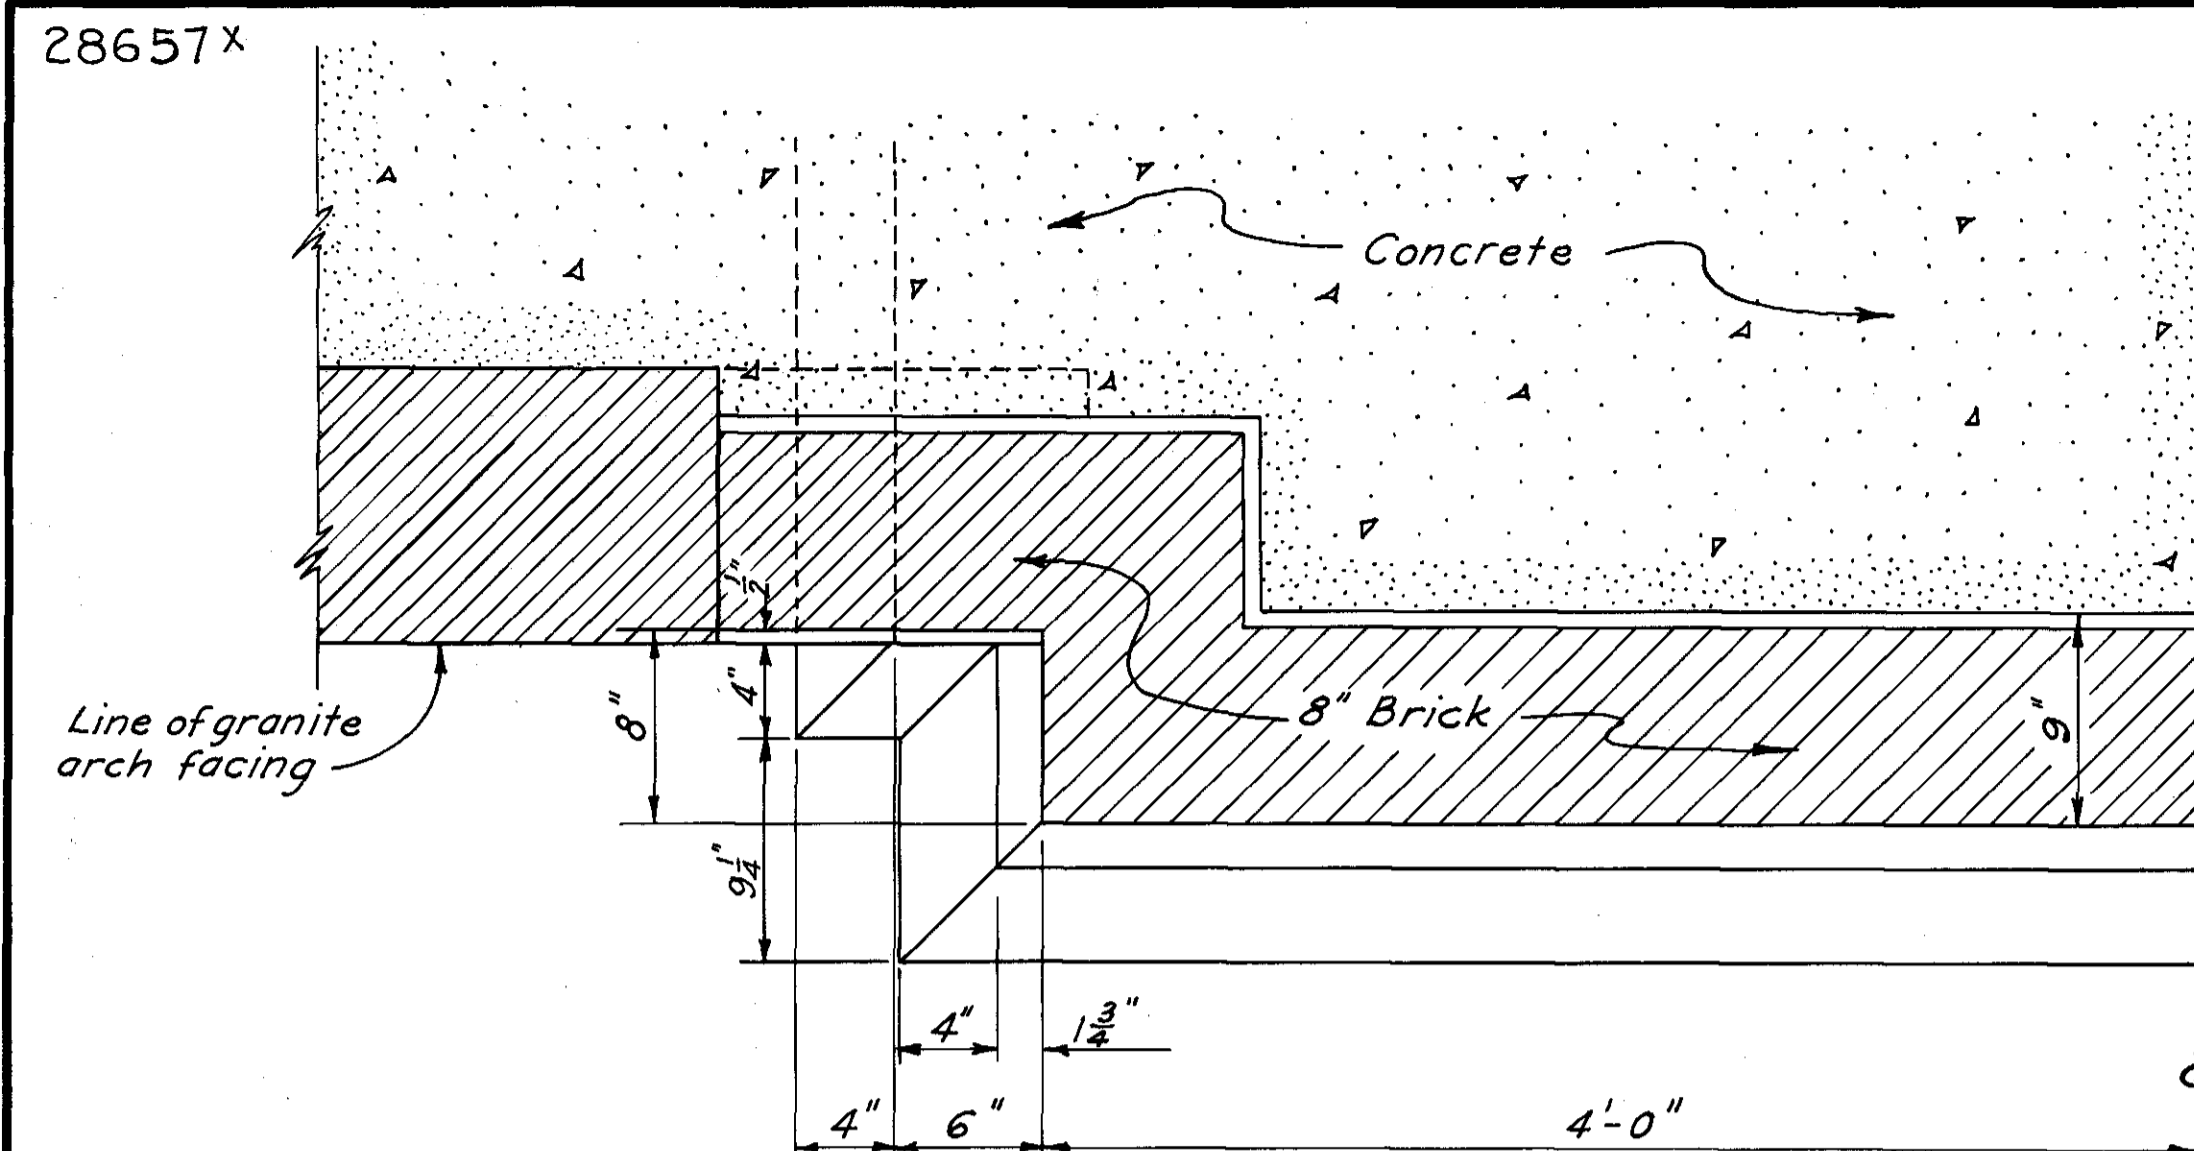 28657x
Concrete
1/2"
8"
4"
8" Brick
9"
Line of granite
arch facing
9 1/4"
4"
1 3/4"
4"
6"
4'-0"